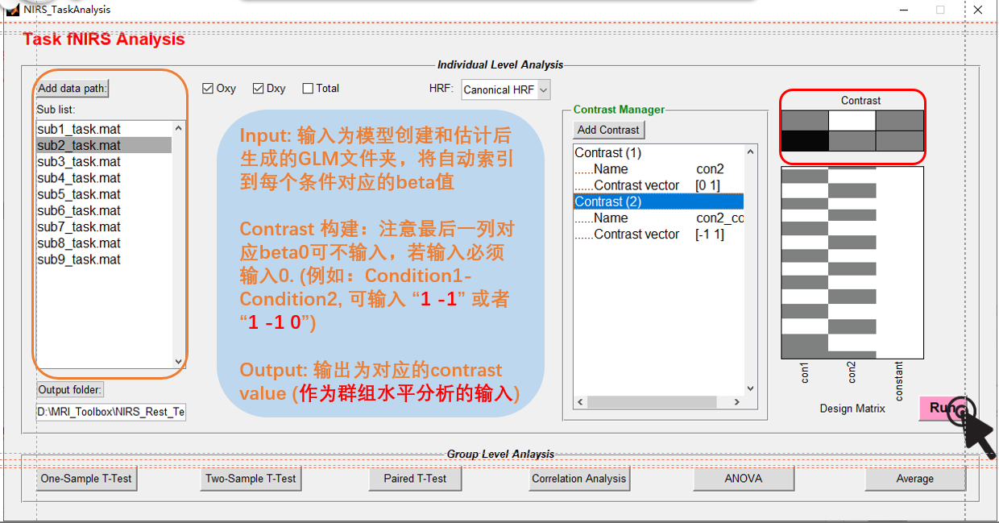 NIRS_TaskAnalysis
Task fNIRS Analysis
Individual Level Analysis
Add data path:
Oxy
Dxy
Total
HRF:
Canonical HRF
Sub list:
sub1_task.mat
sub2_task.mat
sub3_task.mat
sub4_task.mat
sub5_task.mat
sub6_task.mat
sub7_task.mat
sub8_task.mat
sub9_task.mat
Output folder:
D:\MRI_Toolbox\NIRS_Rest_Te
Input: 输入为模型创建和估计后
生成的GLM文件夹，将自动索引
到每个条件对应的beta值
Contrast 构建：注意最后一列对
应beta0可不输入，若输入必须
输入0. (例如：Condition1-
Condition2, 可输入 “1 -1” 或者
“1 -1 0”)
Output: 输出为对应的contrast
value (作为群组水平分析的输入)
Contrast Manager
Add Contrast
Contrast (1)
......Name con2
......Contrast vector [0 1]
Contrast (2)
......Name con2_co
......Contrast vector [-1 1]
Contrast
con1
con2
constant
Design Matrix
Run
Group Level Anlaysis
One-Sample T-Test
Two-Sample T-Test
Paired T-Test
Correlation Analysis
ANOVA
Average